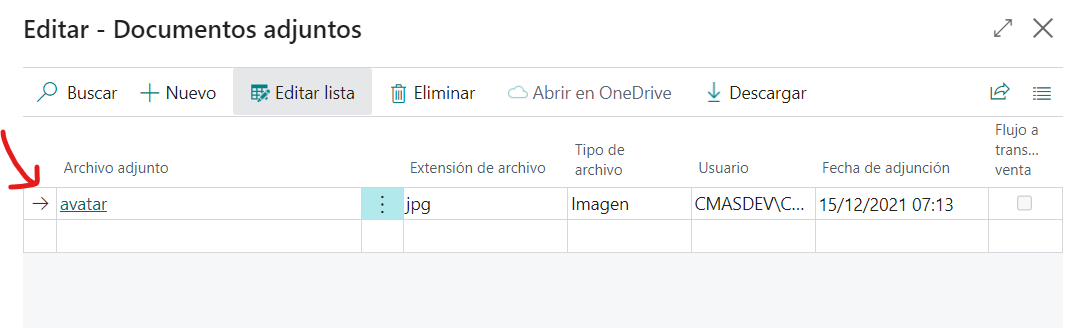 Editar - Documentos adjuntos
Buscar Nuevo Editar lista Eliminar Abrir en OneDrive Descargar
Archivo adjunto Extensión de archivo Tipo de archivo Usuario Fecha de adjunción Flujo a trans... venta
avatar jpg Imagen CMASDEV\C... 15/12/2021 07:13